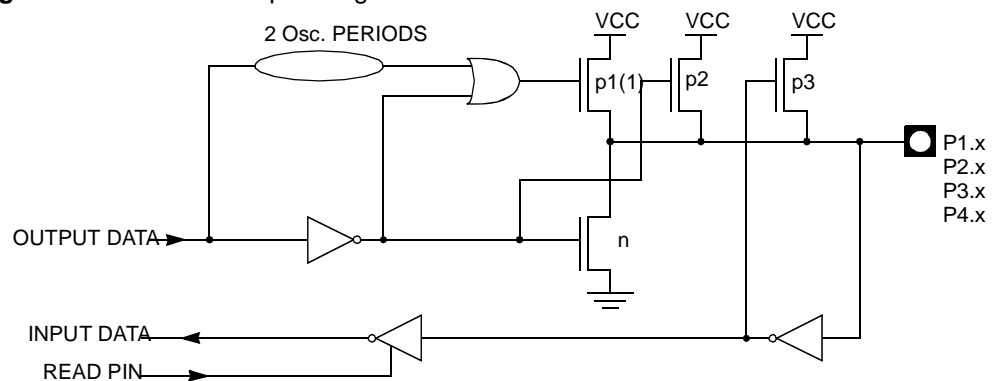 2 Osc. PERIODS
VCC
VCC
VCC
p1(1)
p2
p3
P1.x
P2.x
P3.x
P4.x
OUTPUT DATA
n
INPUT DATA
READ PIN